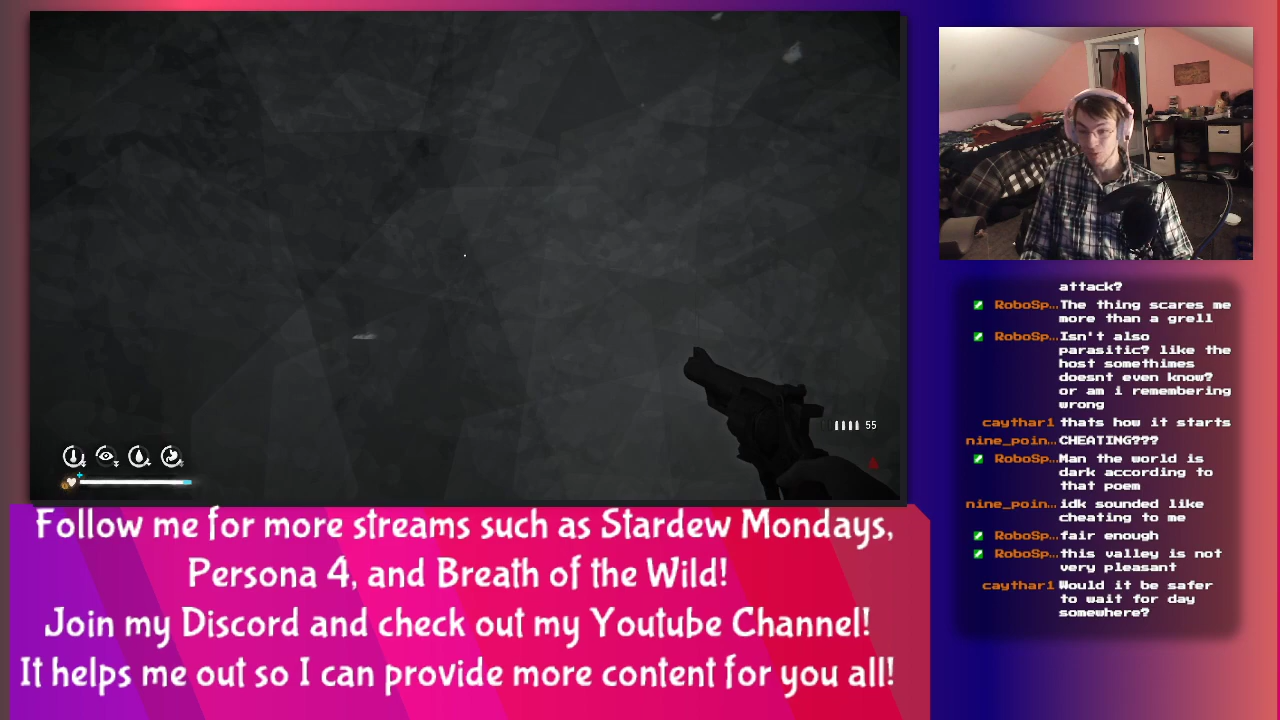 55
Follow me for more streams such as Stardew Mondays,
Persona 4, and Breath of the Wild!
Join my Discord and check out my Youtube Channel!
It helps me out so I can provide more content for you all!
attack?
RoboSp… The thing scares me
more than a grell
RoboSp… Isn't also
parasitic? like the
host somethimes
doesnt even know?
or am i remembering
wrong
caythar1 thats how it starts
nine_poin… CHEATING???
RoboSp… Man the world is
dark according to
that poem
nine_poin… idk sounded like
cheating to me
RoboSp… fair enough
RoboSp… this valley is not
very pleasant
caythar1 Would it be safer
to wait for day
somewhere?